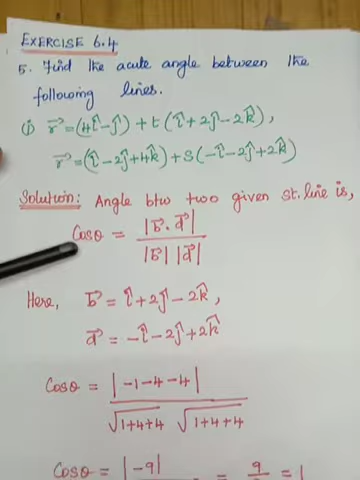 EXERCISE 6.4
5. Find the acute angle between the
following lines.
i) r⃗ = (4î - ĵ) + t(î + 2ĵ - 2k̂),
r⃗ = (î - 2ĵ + 4k̂) + s(-î - 2ĵ + 2k̂)
Solution: Angle btw two given st. line is,
Cosθ = |b⃗ . d⃗| / |b⃗| |d⃗|
Here, b⃗ = î + 2ĵ - 2k̂,
d⃗ = -î - 2ĵ + 2k̂
Cosθ = |-1-4-4| / √1+4+4 √1+4+4
Cosθ = |-9| = 9 = 1